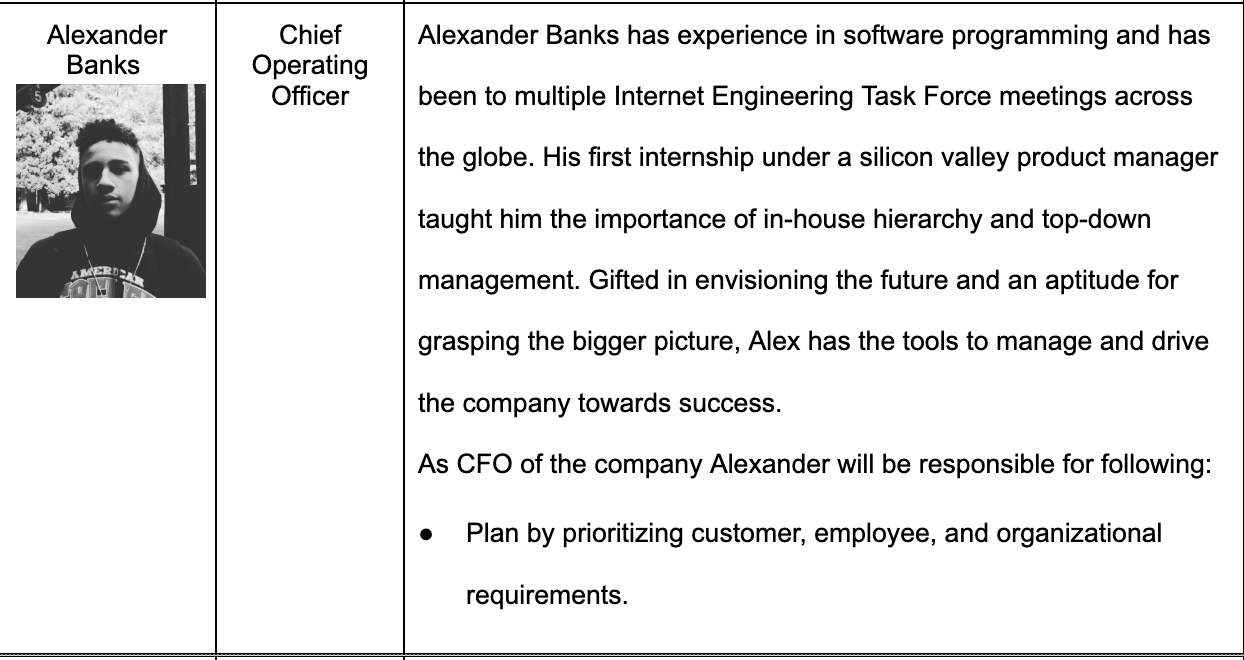 Alexander
Banks
5
AMERICAN
Chief
Operating
Officer
Alexander Banks has experience in software programming and has
been to multiple Internet Engineering Task Force meetings across
the globe. His first internship under a silicon valley product manager
taught him the importance of in-house hierarchy and top-down
management. Gifted in envisioning the future and an aptitude for
grasping the bigger picture, Alex has the tools to manage and drive
the company towards success.
As CFO of the company Alexander will be responsible for following:
● Plan by prioritizing customer, employee, and organizational
requirements.